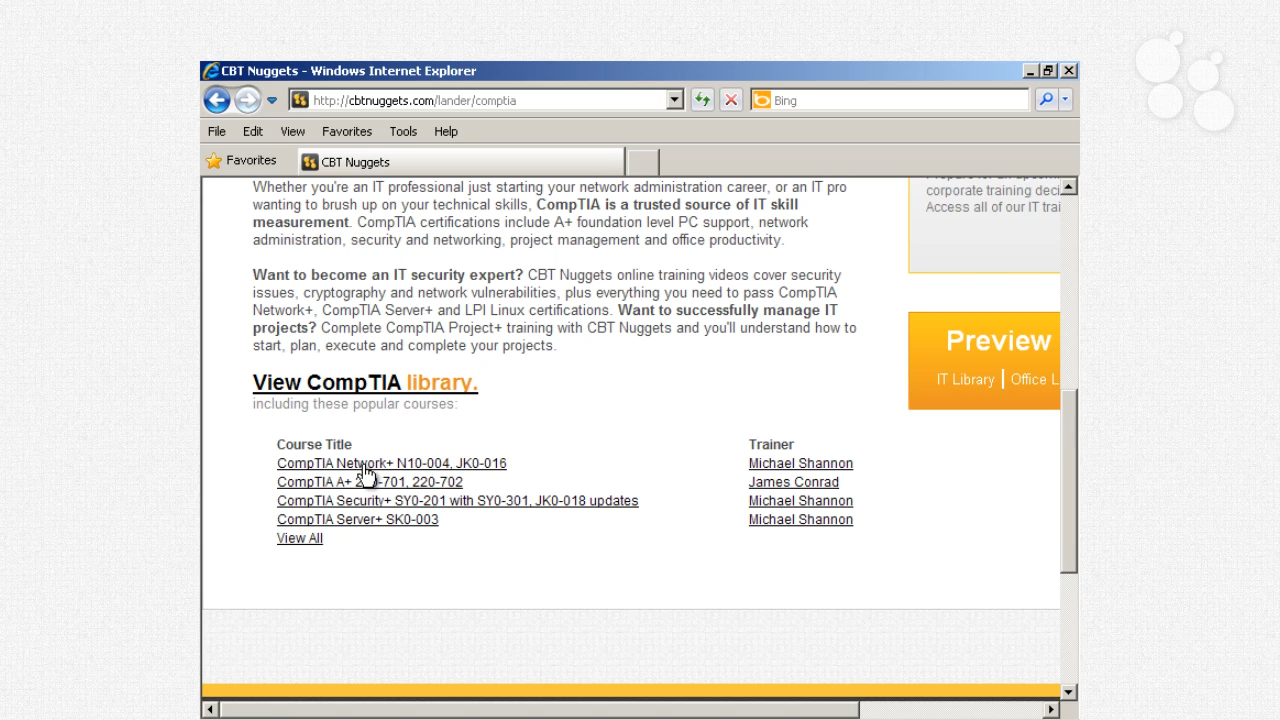 CBT Nuggets - Windows Internet Explorer
http://cbtnuggets.com/lander/comptia
Bing
File Edit View Favorites Tools Help
Favorites
CBT Nuggets
Whether you're an IT professional just starting your network administration career, or an IT pro
wanting to brush up on your technical skills, CompTIA is a trusted source of IT skill
measurement. CompTIA certifications include A+ foundation level PC support, network
administration, security and networking, project management and office productivity.
Want to become an IT security expert? CBT Nuggets online training videos cover security
issues, cryptography and network vulnerabilities, plus everything you need to pass CompTIA
Network+, CompTIA Server+ and LPI Linux certifications. Want to successfully manage IT
projects? Complete CompTIA Project+ training with CBT Nuggets and you'll understand how to
start, plan, execute and complete your projects.
View CompTIA library.
including these popular courses:
Course Title Trainer
CompTIA Network+ N10-004, JK0-016 Michael Shannon
CompTIA A+ 220-701, 220-702 James Conrad
CompTIA Security+ SY0-201 with SY0-301, JK0-018 updates Michael Shannon
CompTIA Server+ SK0-003 Michael Shannon
View All
corporate training deci
Access all of our IT trai
Preview
IT Library | Office L